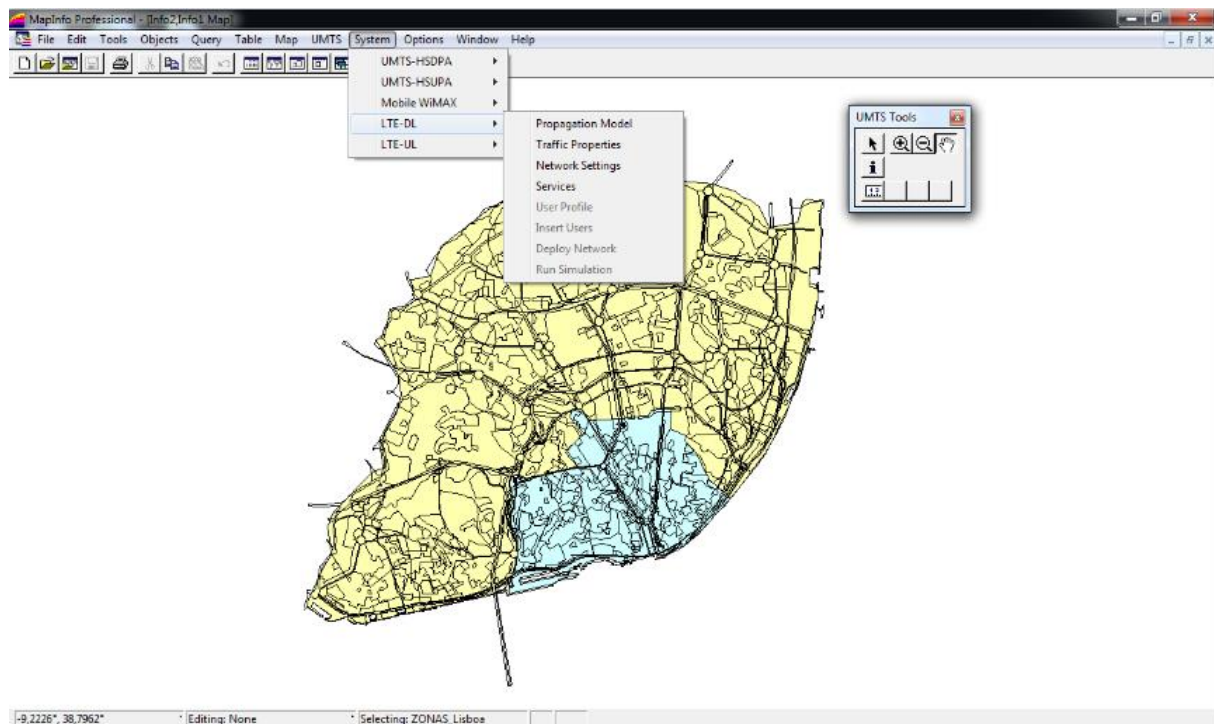 MapInfo Professional - [Info2,Info1 Map]
File Edit Tools Objects Query Table Map UMTS System Options Window Help
UMTS-HSDPA
UMTS-HSUPA
Mobile WiMAX
LTE-DL
LTE-UL
Propagation Model
Traffic Properties
Network Settings
Services
User Profile
Insert Users
Deploy Network
Run Simulation
UMTS Tools
-9,2226°, 38,7962° Editing: None Selecting: ZONAS_Lisboa